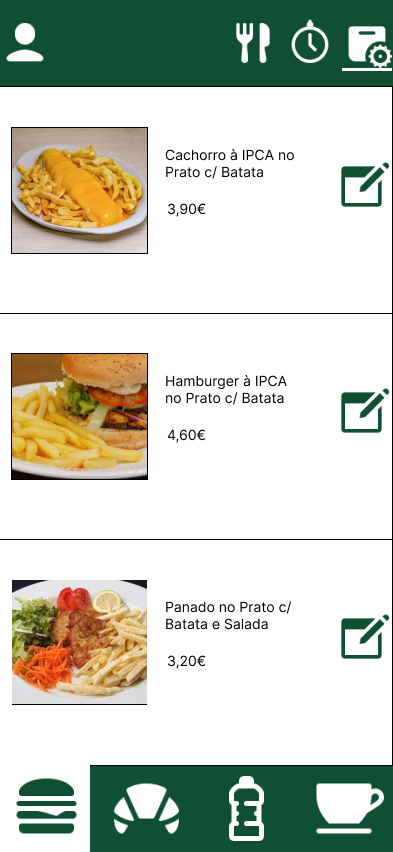 Cachorro à IPCA no
Prato c/ Batata
3,90€
Hamburger à IPCA
no Prato c/ Batata
4,60€
Panado no Prato c/
Batata e Salada
3,20€